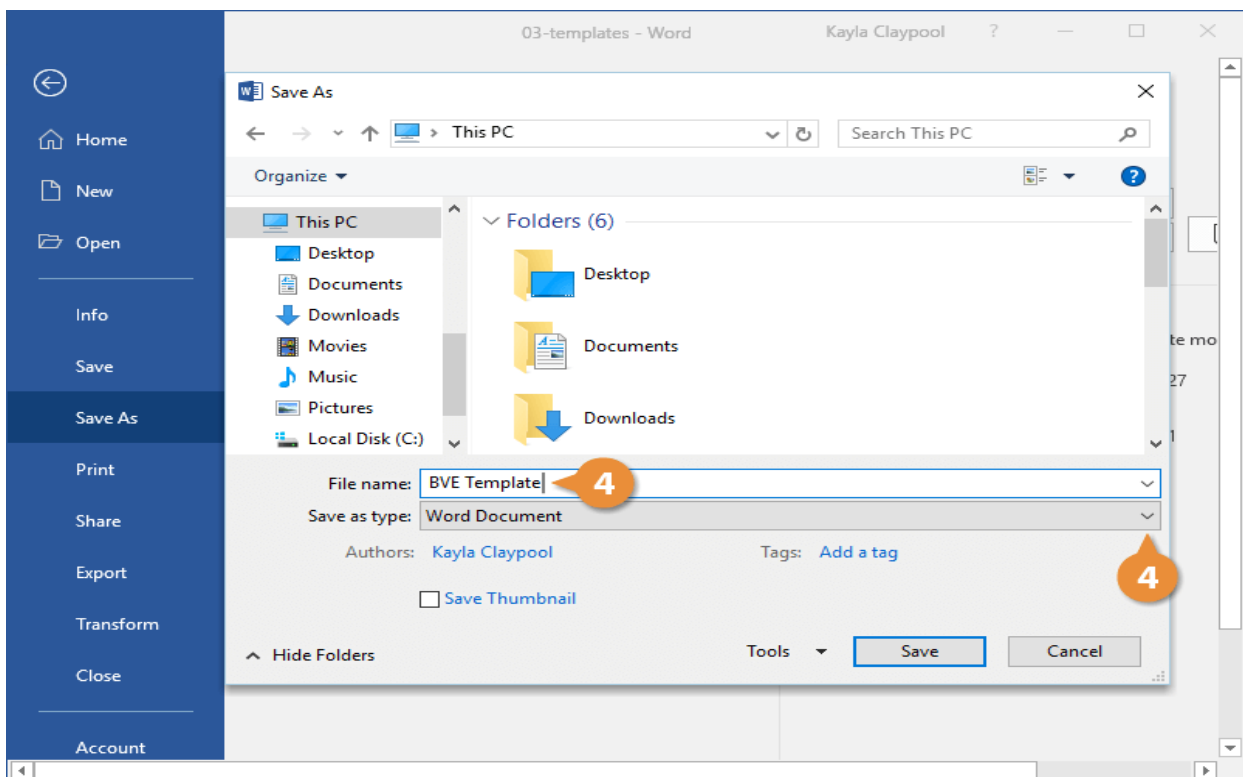 03-templates - Word Kayla Claypool ?
Save As
Home
This PC
Search This PC
New
Organize
?
Open
This PC
Desktop
Documents
Downloads
Movies
Music
Pictures
Local Disk (C:)
Folders (6)
Desktop
Documents
Downloads
Info
Save
Save As
Print
Share
Export
Transform
Close
Account
te mo
27
1
File name: BVE Template 4
Save as type: Word Document
4
Authors: Kayla Claypool Tags: Add a tag
Save Thumbnail
Hide Folders Tools Save Cancel